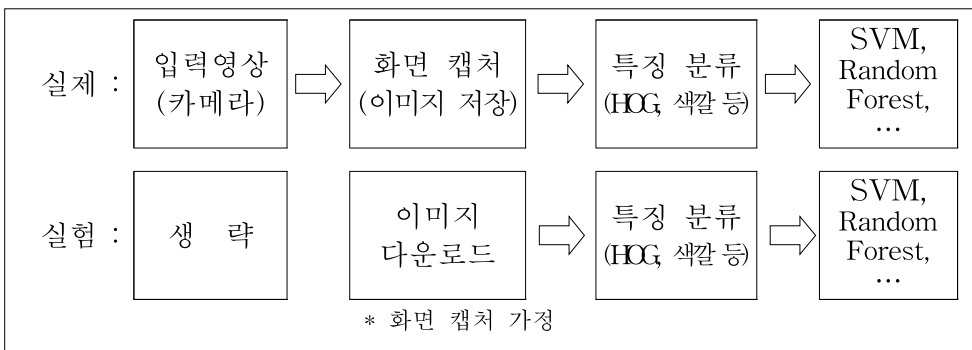 실제 :
입력영상
(카메라)
화면 캡처
(이미지 저장)
특징 분류
(HOG, 색깔 등)
SVM,
Random
Forest,
…
실험 :
생 략
이미지
다운로드
특징 분류
(HOG, 색깔 등)
SVM,
Random
Forest,
…
* 화면 캡처 가정